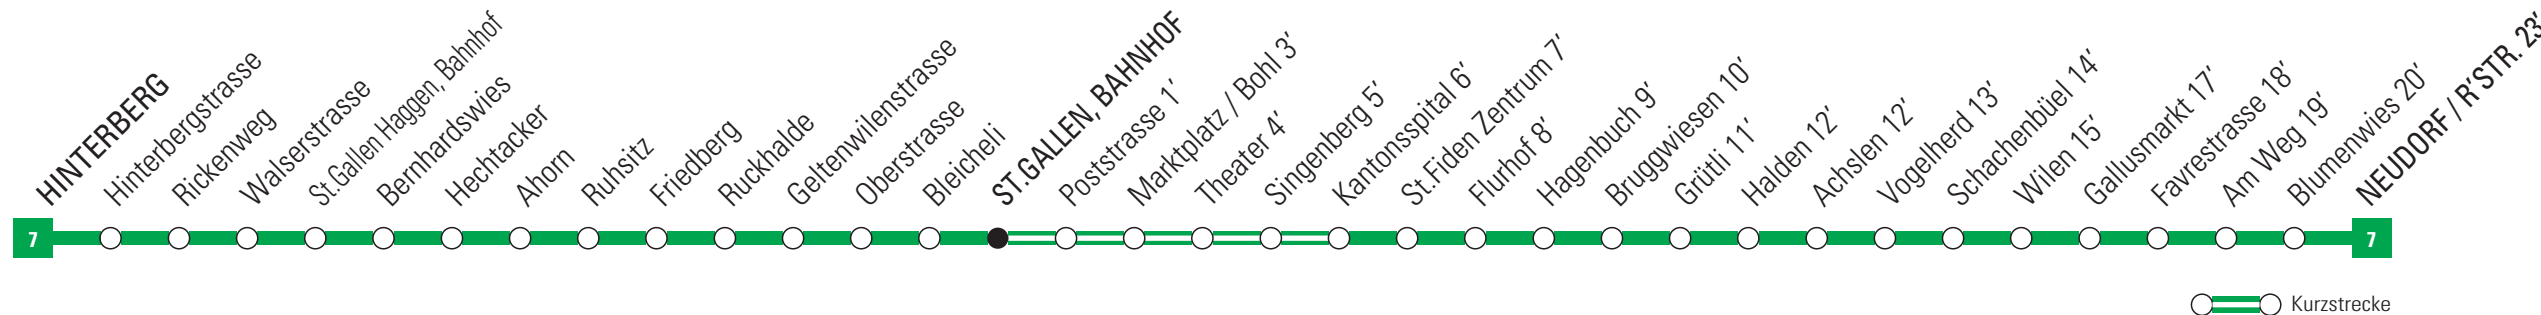 HINTERBERG
Hinterbergstrasse
Rickenweg
Walserstrasse
St.Gallen Haggen, Bahnhof
Bernhardswies
Hechtacker
Ahorn
Ruhsitz
Friedberg
Ruckhalde
Geltenwilenstrasse
Oberstrasse
Bleicheli
ST.GALLEN, BAHNHOF
Poststrasse 1′
Marktplatz / Bohl 3′
Theater 4′
Singenberg 5′
Kantonsspital 6′
St.Fiden Zentrum 7′
Flurhof 8′
Hagenbuch 9′
Bruggwiesen 10′
Grütli 11′
Halden 12′
Achslen 12′
Vogelherd 13′
Schachenbüel 14′
Wilen 15′
Gallusmarkt 17′
Favrestrasse 18′
Am Weg 19′
Blumenwies 20′
NEUDORF / R'STR. 23′
7
7
Kurzstrecke